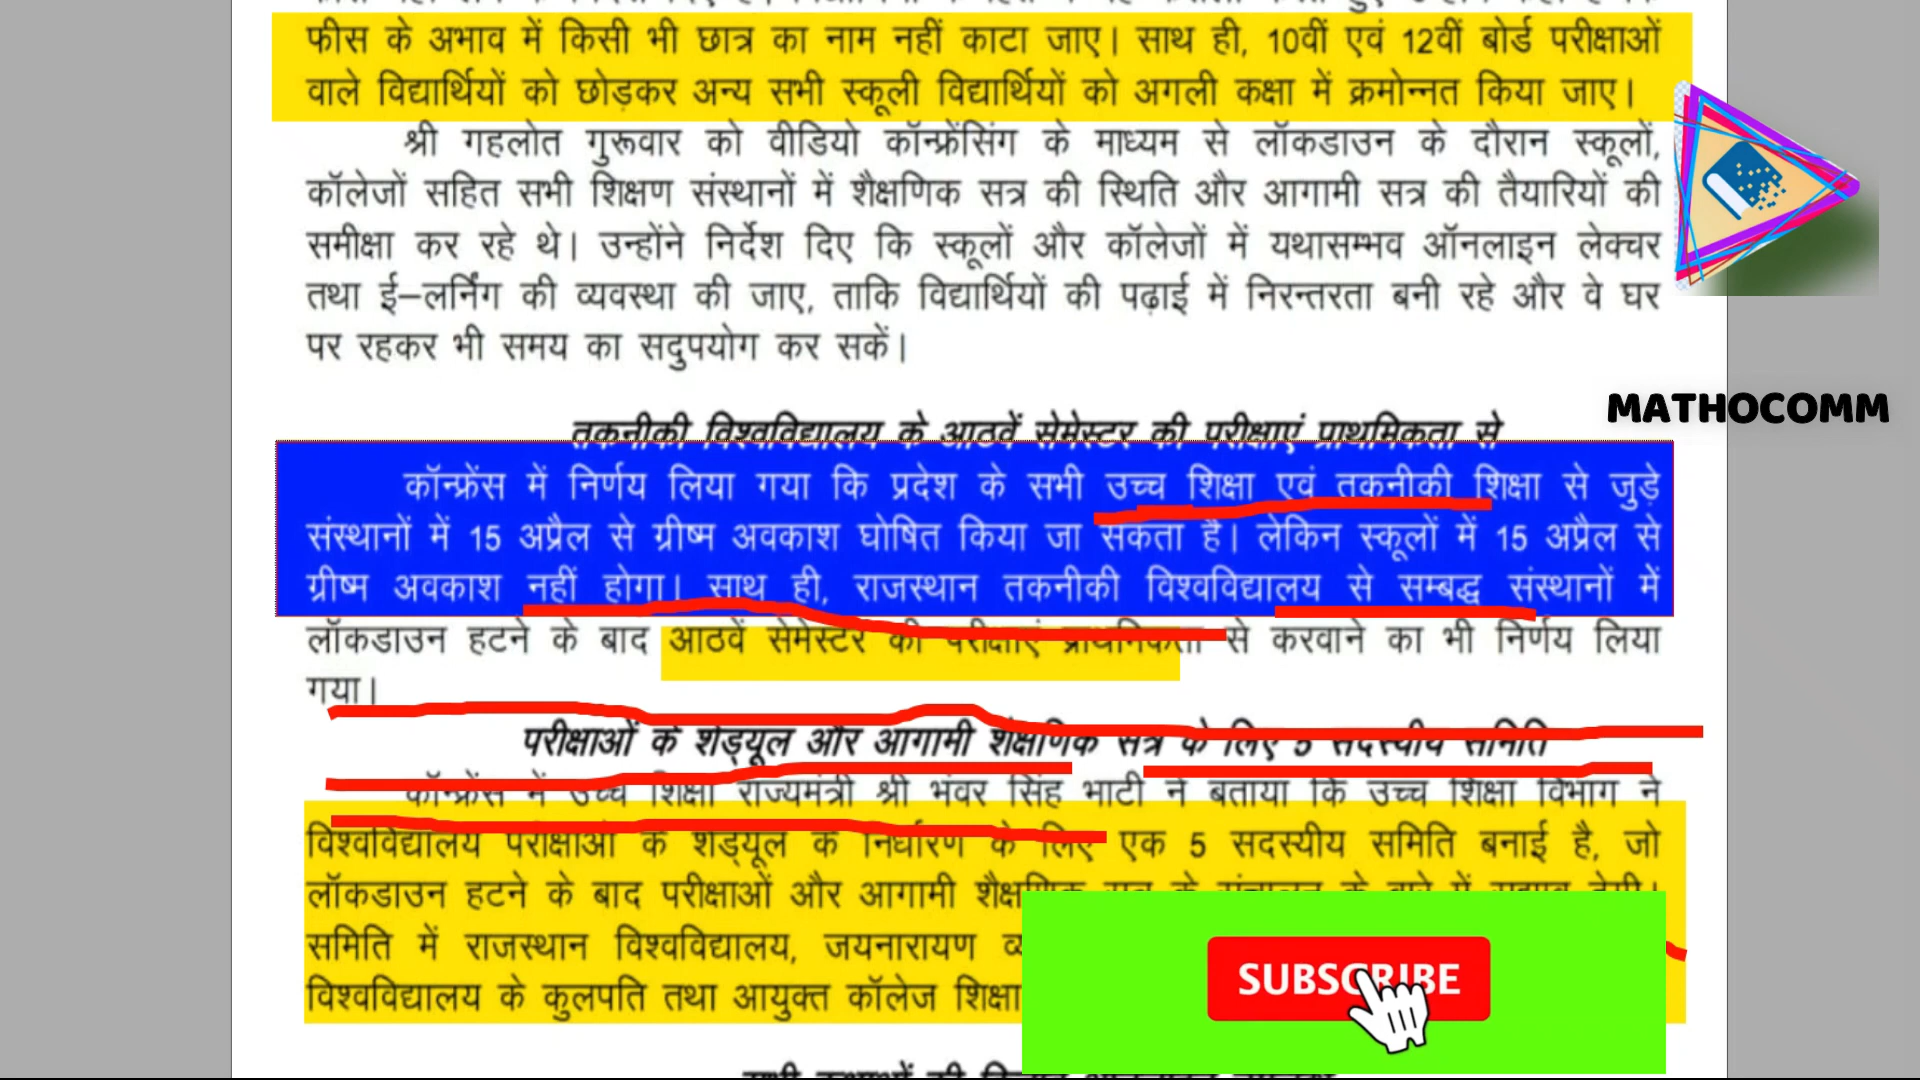 फीस के अभाव में किसी भी छात्र का नाम नहीं काटा जाए। साथ ही, 10वीं एवं 12वीं बोर्ड परीक्षाओं
वाले विद्यार्थियों को छोड़कर अन्य सभी स्कूली विद्यार्थियों को अगली कक्षा में क्रमोन्नत किया जाए।
श्री गहलोत गुरूवार को वीडियो कॉन्फ्रेंसिंग के माध्यम से लॉकडाउन के दौरान स्कूलों,
कॉलेजों सहित सभी शिक्षण संस्थानों में शैक्षणिक सत्र की स्थिति और आगामी सत्र की तैयारियों की
समीक्षा कर रहे थे। उन्होंने निर्देश दिए कि स्कूलों और कॉलेजों में यथासम्भव ऑनलाइन लेक्चर
तथा ई–लर्निंग की व्यवस्था की जाए, ताकि विद्यार्थियों की पढ़ाई में निरन्तरता बनी रहे और वे घर
पर रहकर भी समय का सदुपयोग कर सकें।
MATHOCOMM
तकनीकी विश्वविद्यालय के आठवें सेमेस्टर की परीक्षाएं प्राथमिकता से
कॉन्फ्रेंस में निर्णय लिया गया कि प्रदेश के सभी उच्च शिक्षा एवं तकनीकी शिक्षा से जुड़े
संस्थानों में 15 अप्रैल से ग्रीष्म अवकाश घोषित किया जा सकता है। लेकिन स्कूलों में 15 अप्रैल से
ग्रीष्म अवकाश नहीं होगा। साथ ही, राजस्थान तकनीकी विश्वविद्यालय से सम्बद्ध संस्थानों में
लॉकडाउन हटने के बाद आठवें सेमेस्टर की परीक्षाएं प्राथमिकता से करवाने का भी निर्णय लिया
गया।
परीक्षाओं के शेड्यूल और आगामी शैक्षणिक सत्र के लिए 5 सदस्यीय समिति
कॉन्फ्रेंस में उच्च शिक्षा राज्यमंत्री श्री भंवर सिंह भाटी ने बताया कि उच्च शिक्षा विभाग ने
विश्वविद्यालय परीक्षाओं के शेड्यूल के निर्धारण के लिए एक 5 सदस्यीय समिति बनाई है, जो
लॉकडाउन हटने के बाद परीक्षाओं और आगामी
समिति में राजस्थान विश्वविद्यालय, जयनारायण
विश्वविद्यालय के कुलपति तथा आयुक्त कॉलेज शिक्षा
SUBSCRIBE